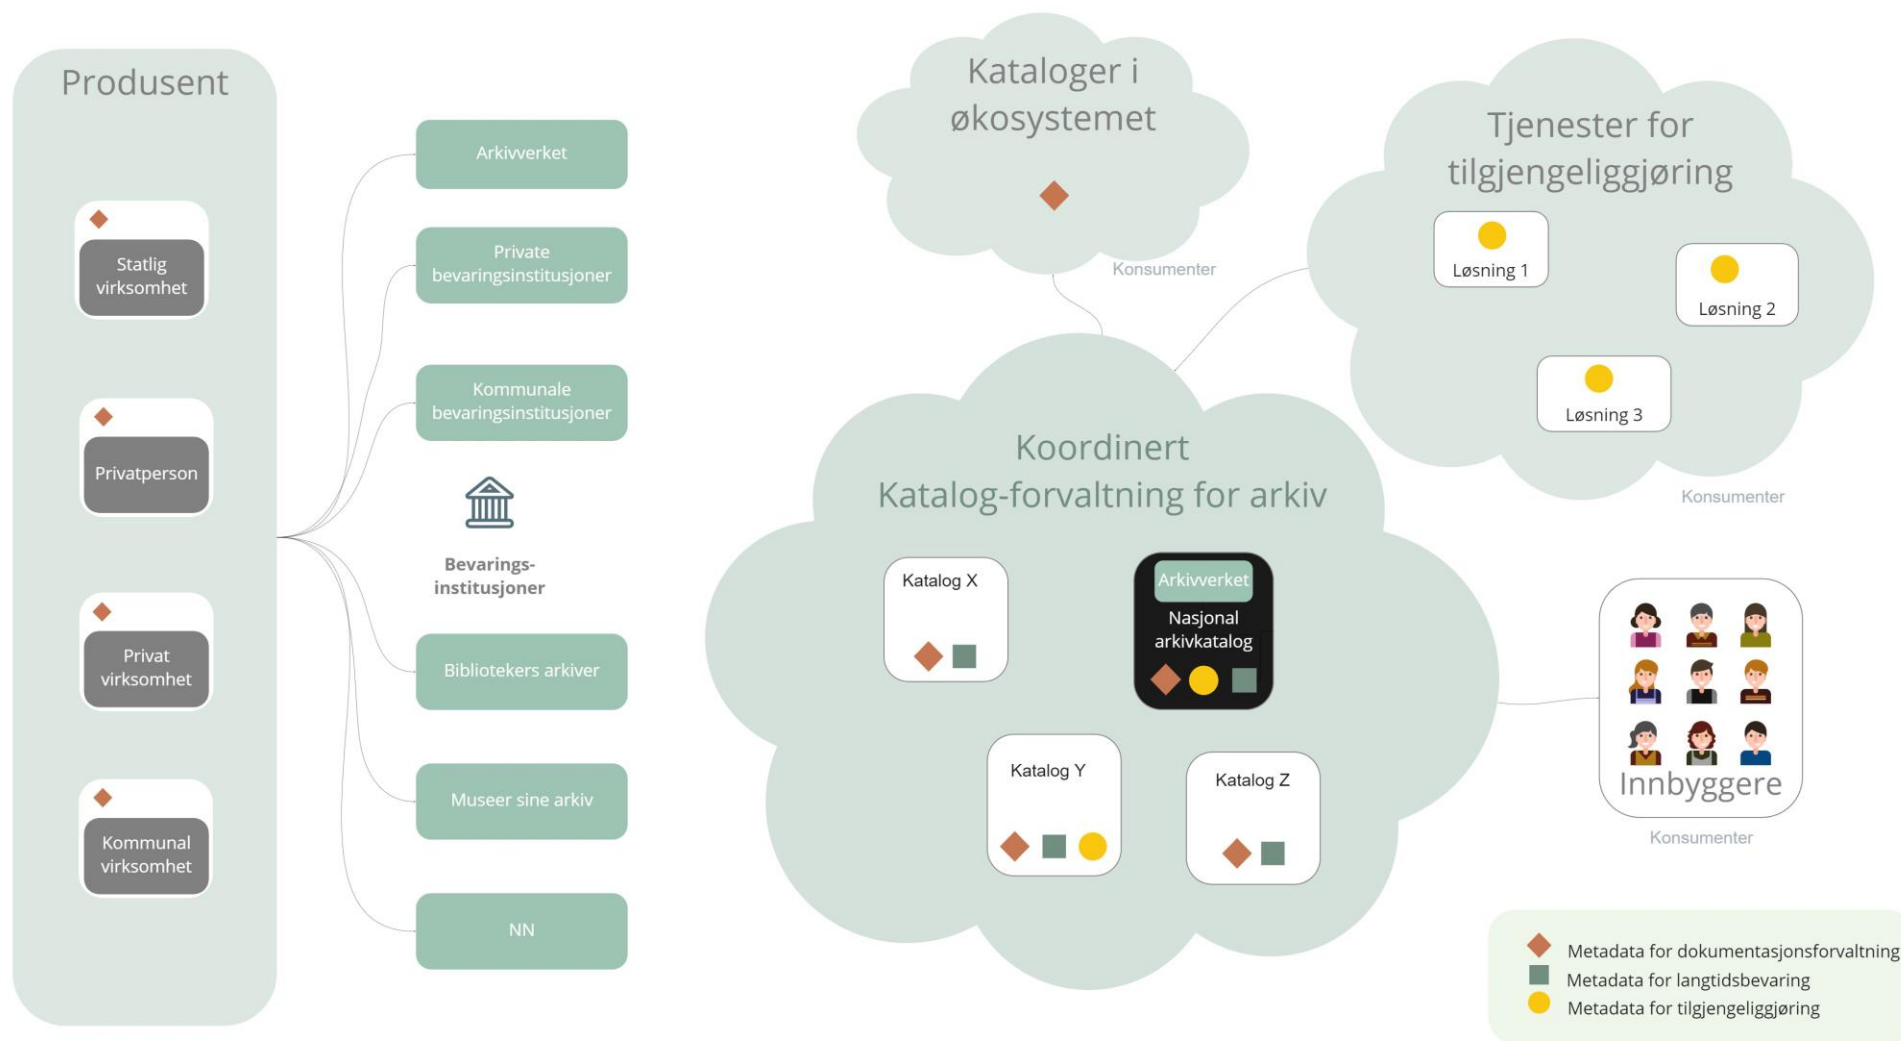 Produsent
Statlig
virksomhet
Privatperson
Privat
virksomhet
Kommunal
virksomhet
Arkivverket
Private
bevaringsinstitusjoner
Kommunale
bevaringsinstitusjoner
Bevarings-
institusjoner
Bibliotekers arkiver
Museer sine arkiv
NN
Kataloger i
økosystemet
Konsumenter
Tjenester for
tilgjengeliggjøring
Løsning 1
Løsning 2
Løsning 3
Konsumenter
Koordinert
Katalog-forvaltning for arkiv
Katalog X
Arkivverket
Nasjonal
arkivkatalog
Katalog Y
Katalog Z
Innbyggere
Konsumenter
Metadata for dokumentasjonsforvaltning
Metadata for langtidsbevaring
Metadata for tilgjengeliggjøring